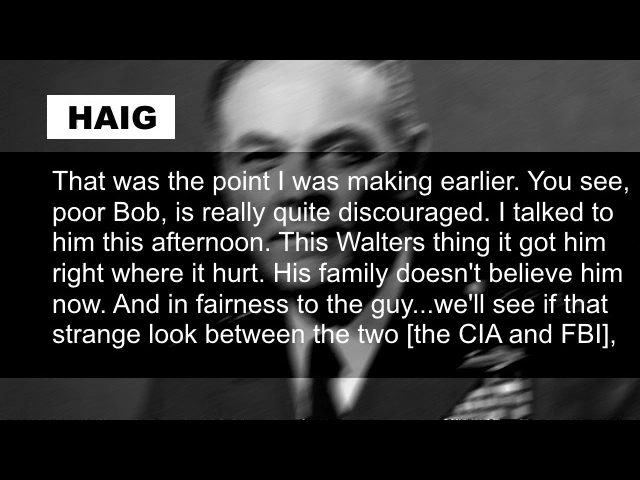 HAIG
That was the point I was making earlier. You see,
poor Bob, is really quite discouraged. I talked to
him this afternoon. This Walters thing it got him
right where it hurt. His family doesn't believe him
now. And in fairness to the guy...we'll see if that
strange look between the two [the CIA and FBI],